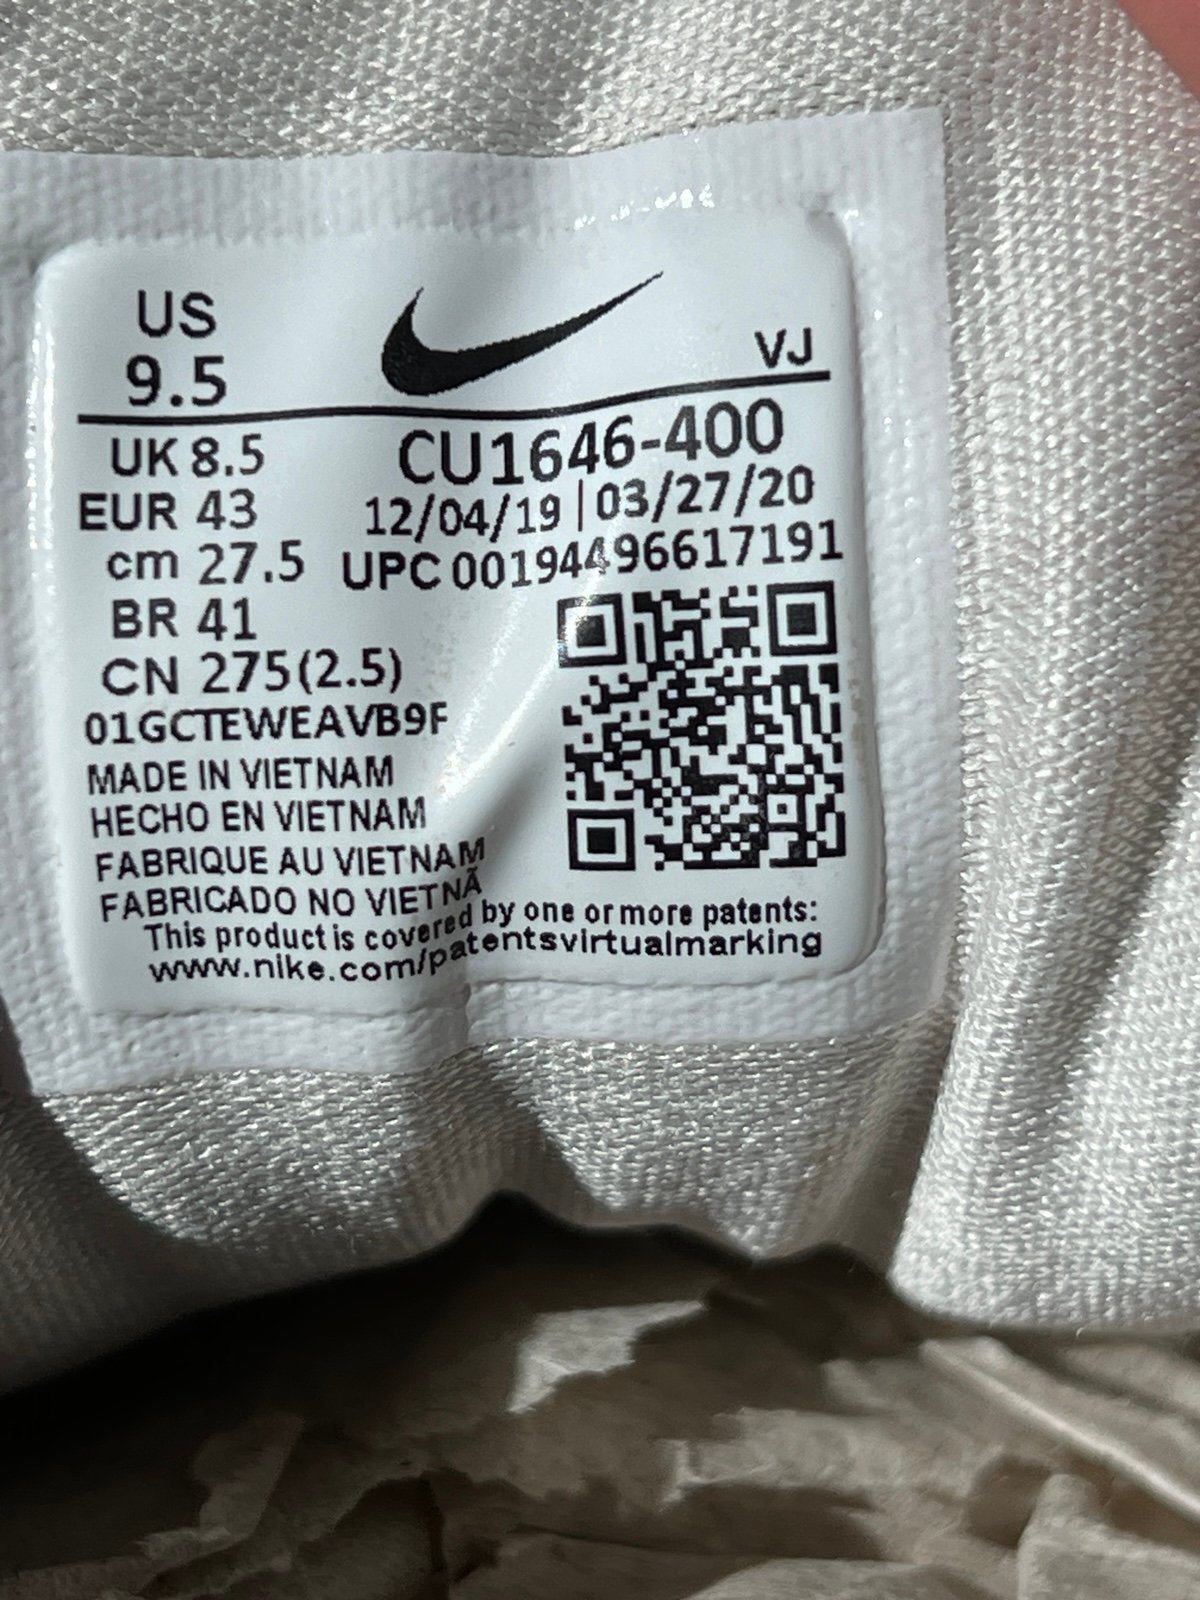 US
9.5
VJ
UK 8.5
EUR 43
cm 27.5
BR 41
CN 275(2.5)
CU1646-400
12/04/19 | 03/27/20
UPC 00194496617191
01GCTEWEAVB9F
MADE IN VIETNAM
HECHO EN VIETNAM
FABRIQUE AU VIETNAM
FABRICADO NO VIETNÃ
This product is covered by one or more patents:
www.nike.com/patentsvirtualmarking